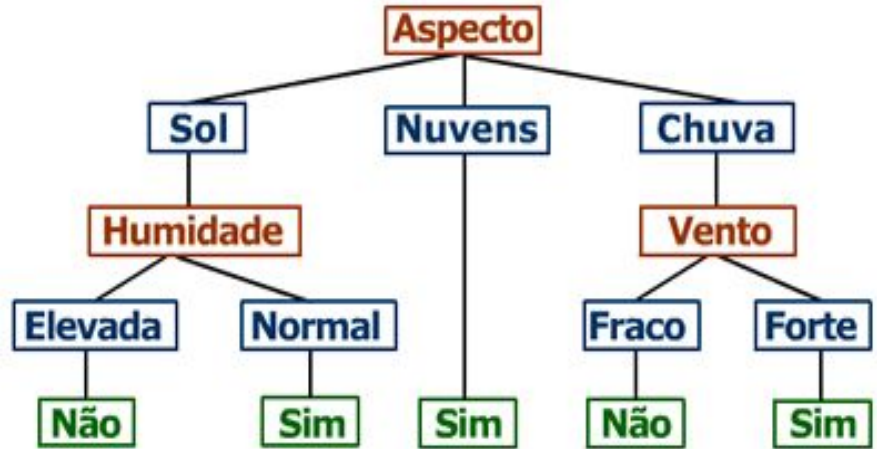 Aspecto
Sol Nuvens Chuva
Humidade Vento
Elevada Normal Fraco Forte
Não Sim Sim Não Sim